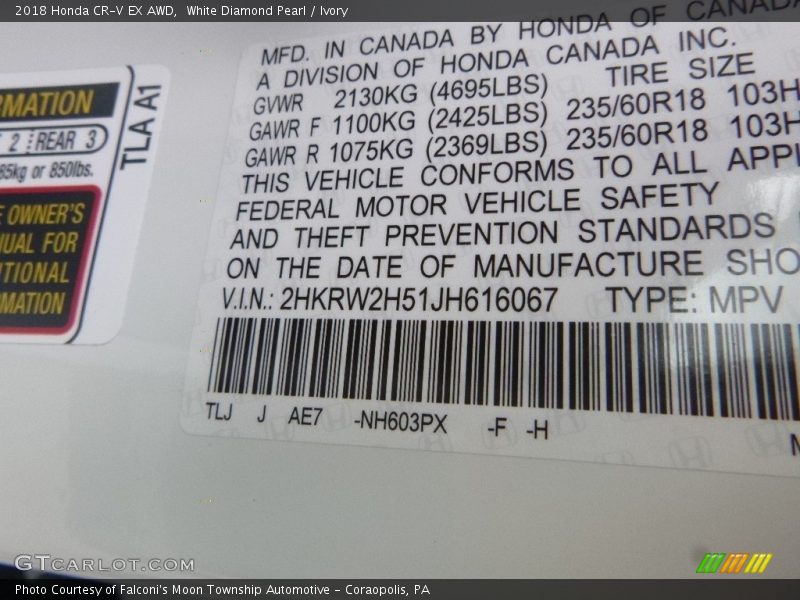 2018 Honda CR-V EX AWD, White Diamond Pearl / Ivory
MFD. IN CANADA BY HONDA OF CANADA
A DIVISION OF HONDA CANADA INC.
GVWR 2130KG (4695LBS) TIRE SIZE
GAWR F 1100KG (2425LBS) 235/60R18 103H
GAWR R 1075KG (2369LBS) 235/60R18 103H
THIS VEHICLE CONFORMS TO ALL APPL
FEDERAL MOTOR VEHICLE SAFETY
AND THEFT PREVENTION STANDARDS
ON THE DATE OF MANUFACTURE SHO
V.I.N.: 2HKRW2H51JH616067 TYPE: MPV
TLJ J AE7 -NH603PX -F -H
RMATION
2 REAR 3
85kg or 850lbs.
E OWNER'S
UAL FOR
ITIONAL
MATION
TLA A1
GTCARLOT.COM
Photo Courtesy of Falconi's Moon Township Automotive - Coraopolis, PA